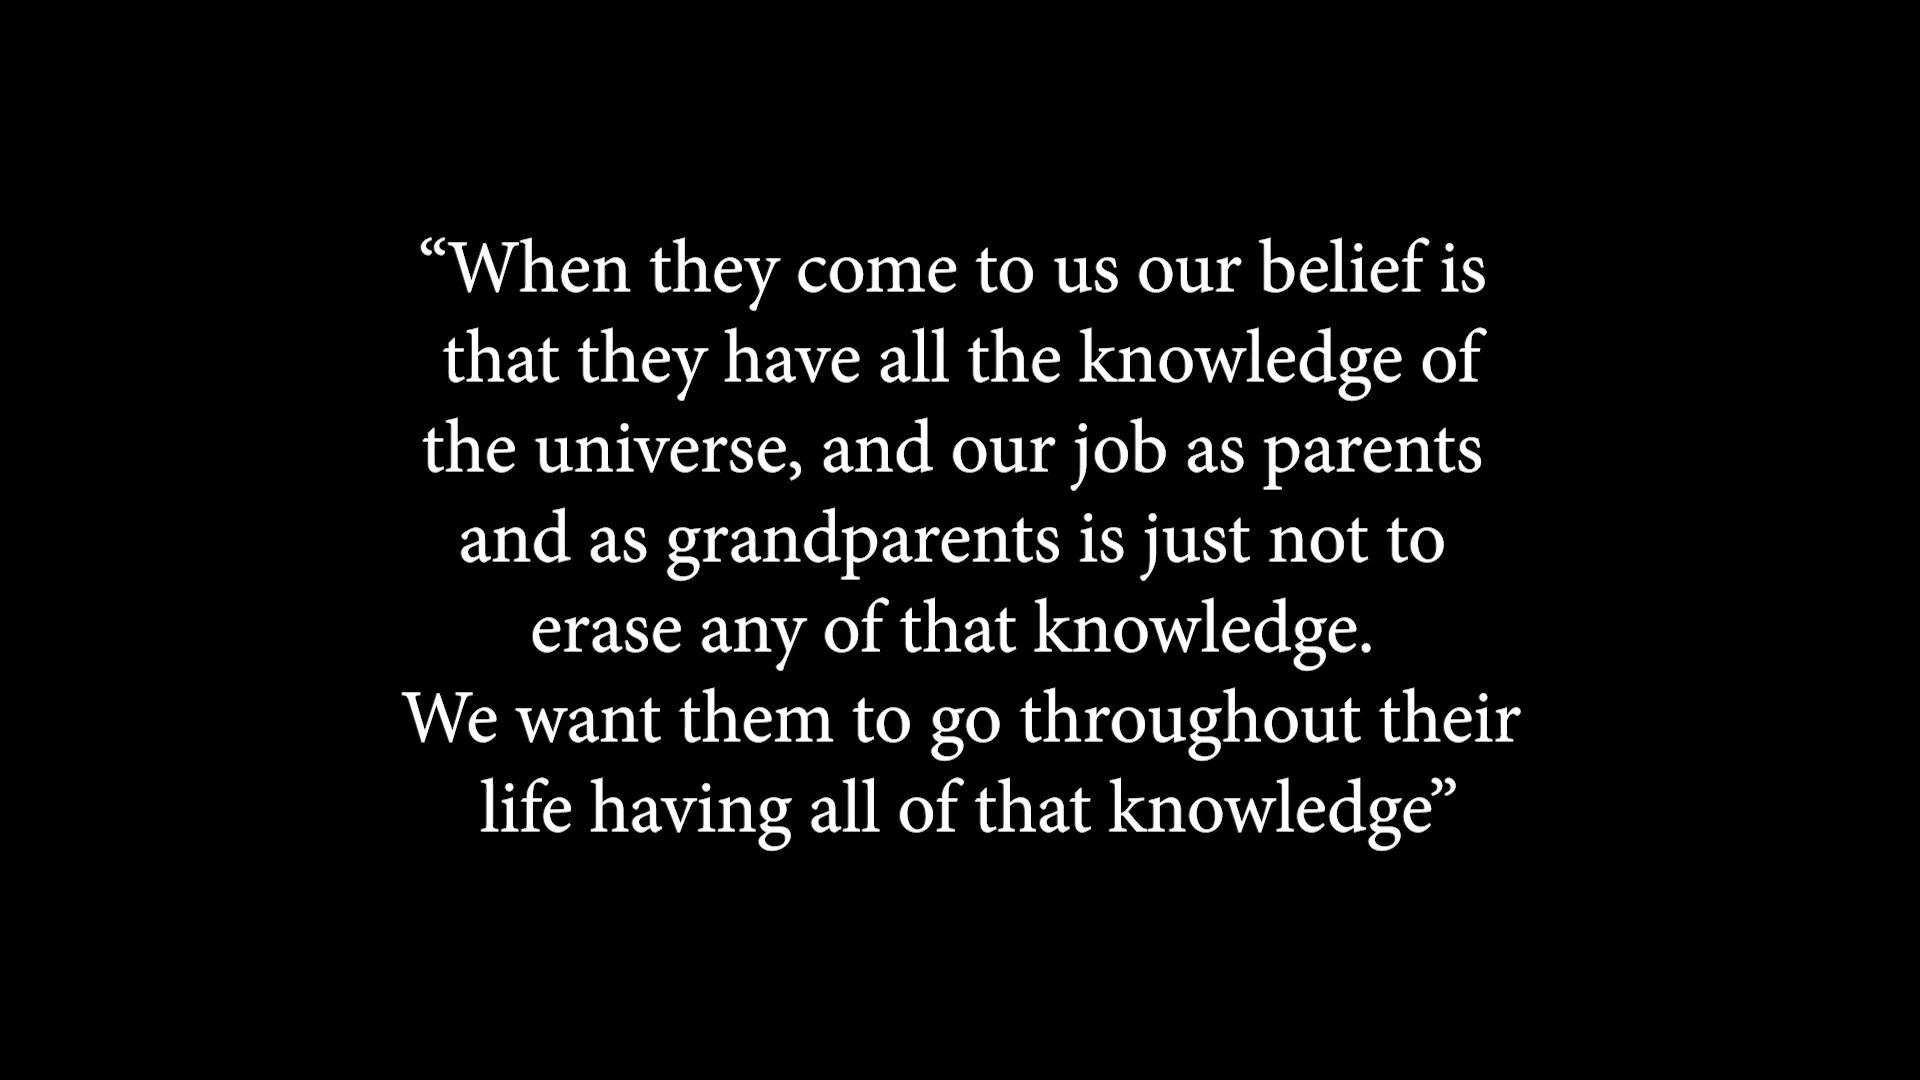 “When they come to us our belief is
that they have all the knowledge of
the universe, and our job as parents
and as grandparents is just not to
erase any of that knowledge.
We want them to go throughout their
life having all of that knowledge”